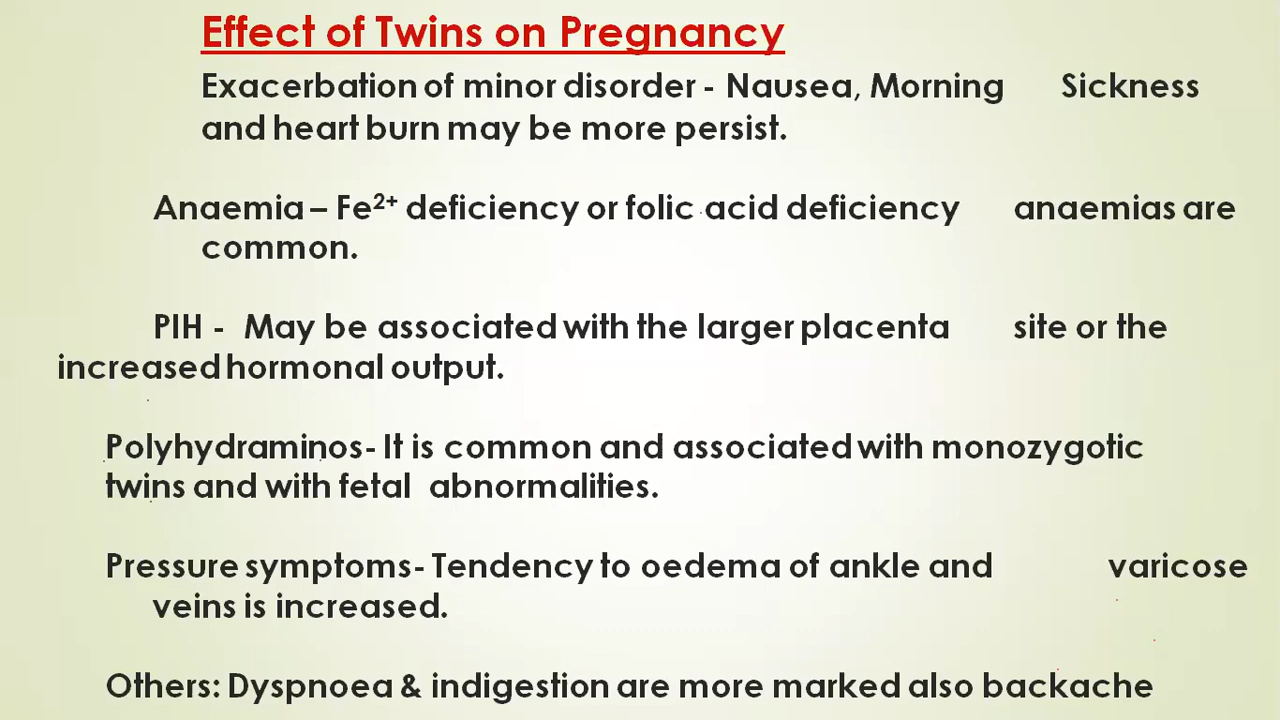 Effect of Twins on Pregnancy
Exacerbation of minor disorder - Nausea, Morning Sickness
and heart burn may be more persist.
Anaemia – Fe²⁺ deficiency or folic acid deficiency anaemias are
common.
PIH - May be associated with the larger placenta site or the
increased hormonal output.
Polyhydraminos- It is common and associated with monozygotic
twins and with fetal abnormalities.
Pressure symptoms- Tendency to oedema of ankle and varicose
veins is increased.
Others: Dyspnoea & indigestion are more marked also backache